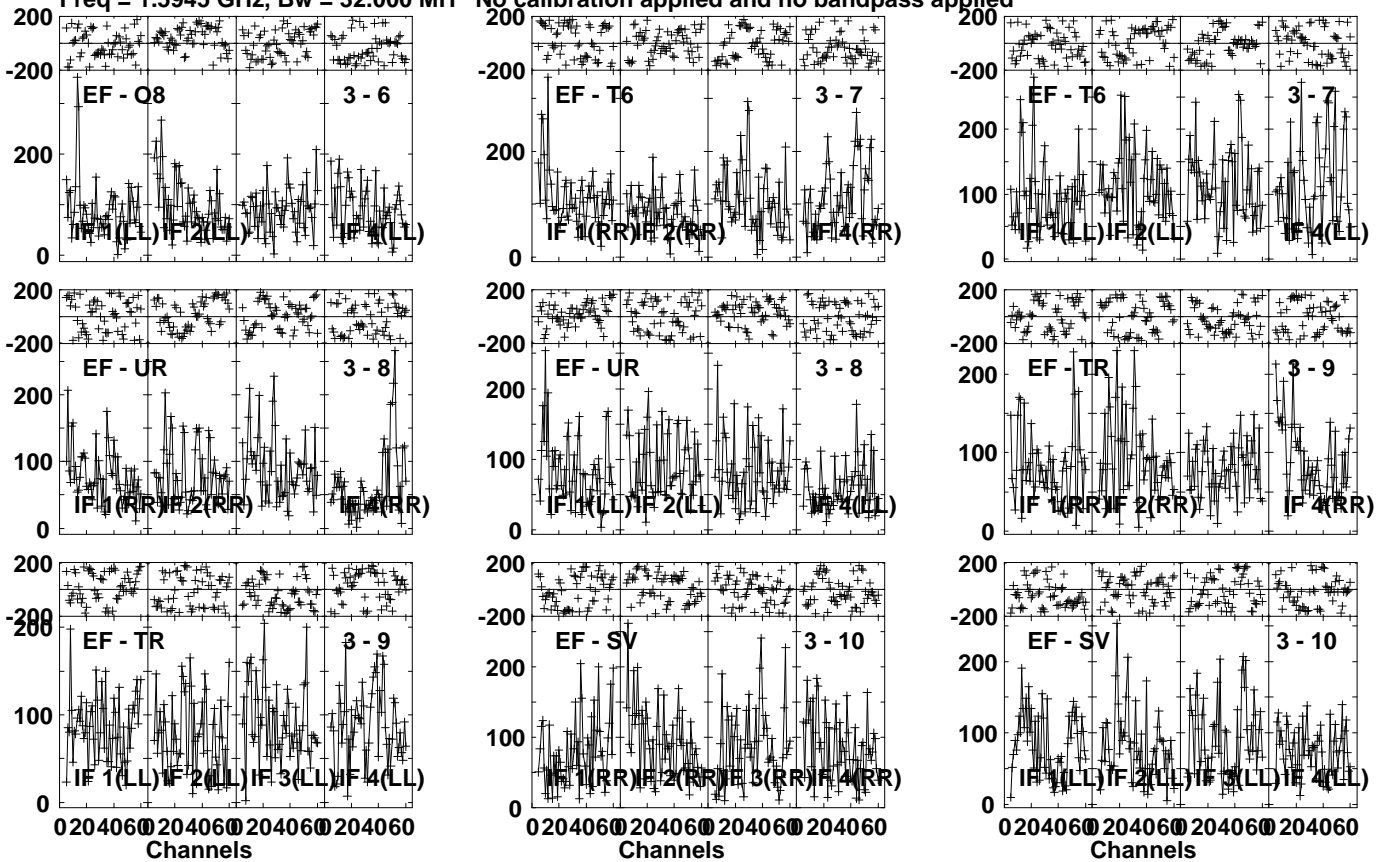 Freq = 1.5945 GHz, Bw = 32.000 MH No calibration applied and no bandpass applied
200
-200
EF - O8 3 - 6
200
0
IF 1(LL) IF 2(LL) IF 4(LL)
EF - T6 3 - 7
200
0
IF 1(RR) IF 2(RR) IF 4(RR)
200
-200
EF - T6 3 - 7
200
100
0
IF 1(LL) IF 2(LL) IF 4(LL)
200
-200
EF - UR 3 - 8
200
100
0
IF 1(RR) IF 2(RR) IF 4(RR)
200
-200
EF - UR 3 - 8
200
100
0
IF 1(LL) IF 2(LL) IF 4(LL)
200
-200
EF - TR 3 - 9
200
100
0
IF 1(RR) IF 2(RR) IF 4(RR)
200
-200
EF - TR 3 - 9
200
100
0
IF 1(LL) IF 2(LL) IF 3(LL) IF 4(LL)
0 20 40 60 0 20 40 60 0 20 40 60 0 20 40 60
Channels
200
-200
EF - SV 3 - 10
200
100
0
IF 1(RR) IF 2(RR) IF 3(RR) IF 4(RR)
0 20 40 60 0 20 40 60 0 20 40 60 0 20 40 60
Channels
200
-200
EF - SV 3 - 10
200
100
0
IF 1(LL) IF 2(LL) IF 3(LL) IF 4(LL)
0 20 40 60 0 20 40 60 0 20 40 60 0 20 40 60
Channels